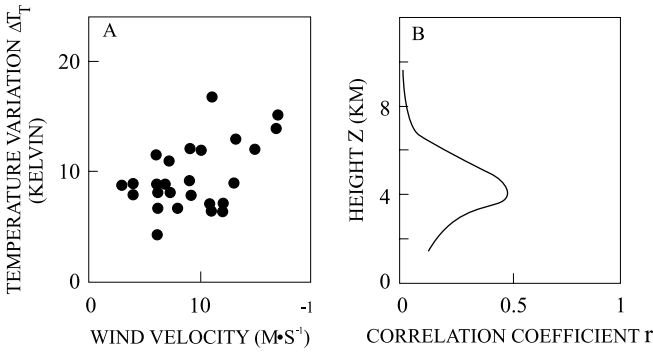 A
TEMPERATURE VARIATION ΔT_T
(KELVIN)
20
10
0
0 10 -1
WIND VELOCITY (M•S⁻¹)
B
HEIGHT Z (KM)
8
4
0
0 0.5 1
CORRELATION COEFFICIENT r